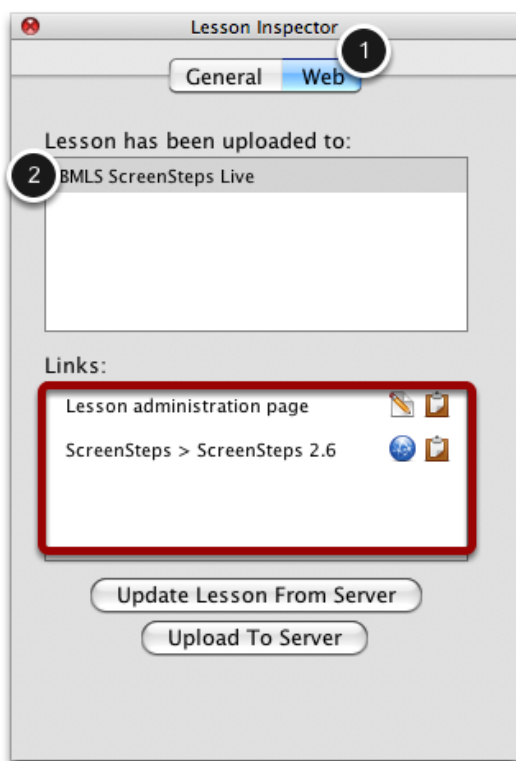 Lesson Inspector
1
General Web
Lesson has been uploaded to:
2
BMLS ScreenSteps Live
Links:
Lesson administration page
ScreenSteps > ScreenSteps 2.6
Update Lesson From Server
Upload To Server